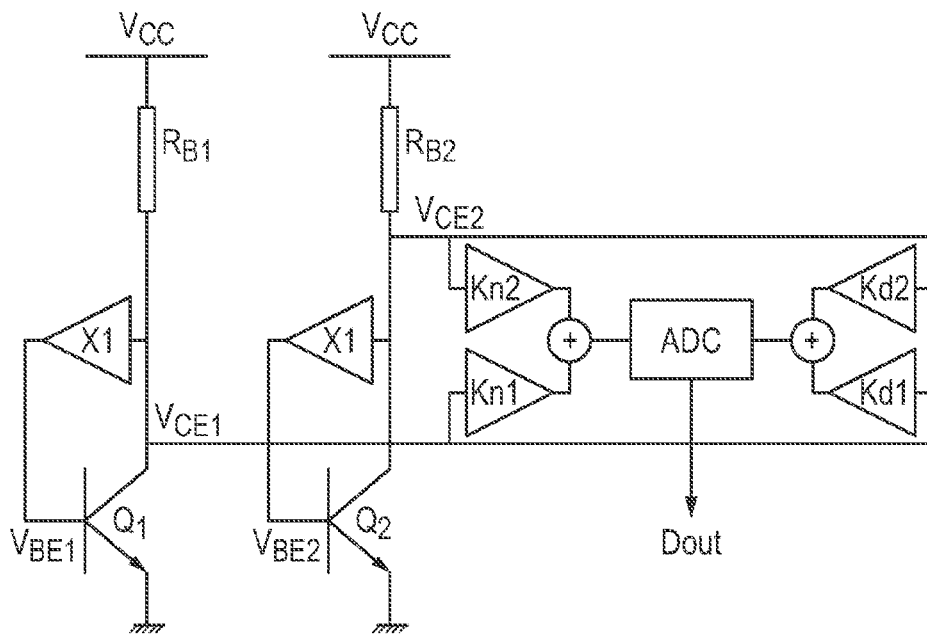 VCC
VCC
RB1
RB2
VCE2
X1
X1
Kn2
Kn1
+
ADC
+
Kd2
Kd1
VCE1
Q1
VBE1
Q2
VBE2
Dout